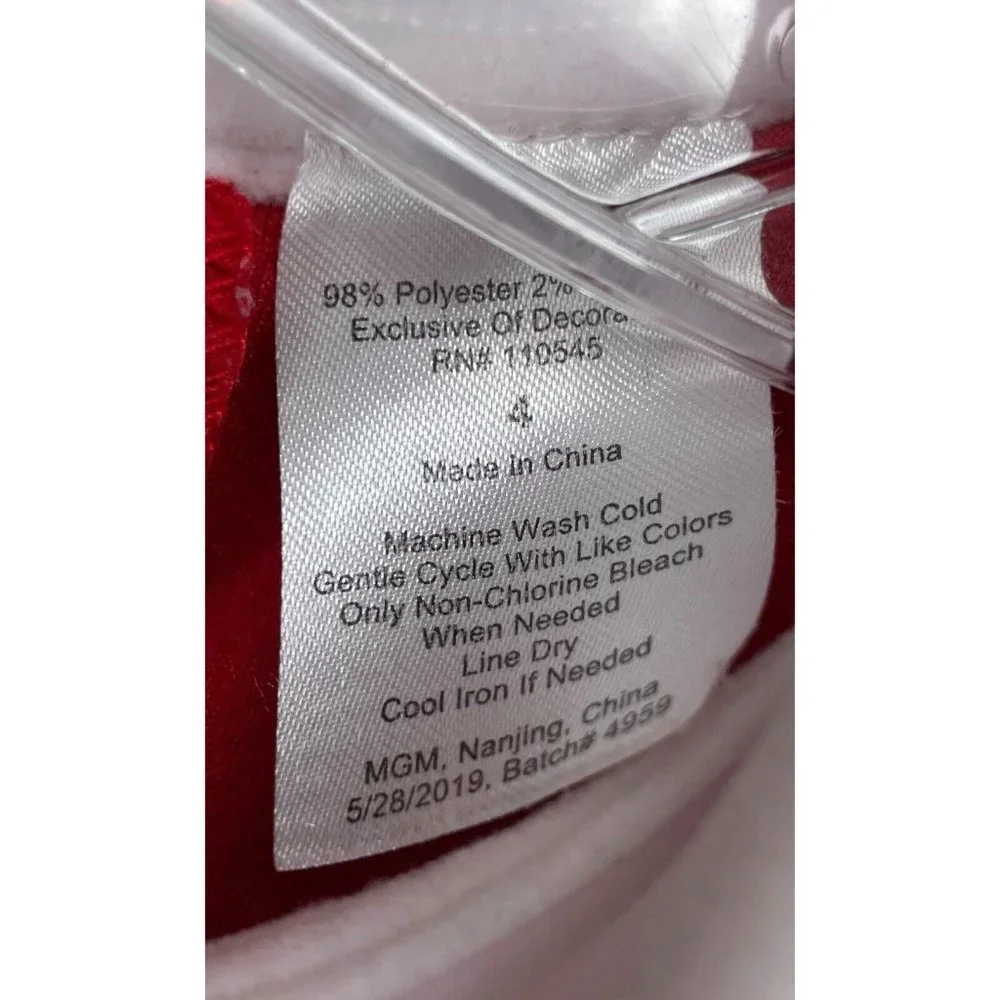 98% Polyester 2%
Exclusive Of
RN# 110545
4
Made in China
Machine Wash Cold
Gentle Cycle With Like Colors
Only Non-Chlorine Bleach
When Needed
Line Dry
Cool Iron If Needed
MGM, Nanjing, China
5/28/2019, Batch# 4959